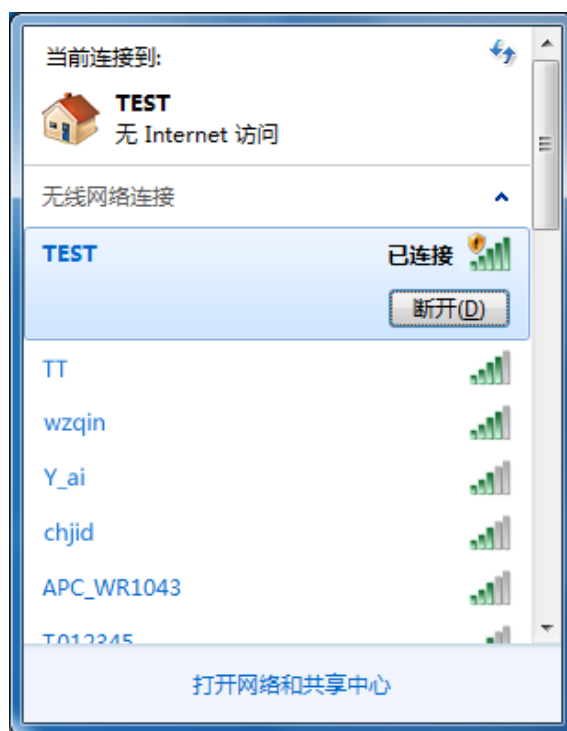 当前连接到:
TEST
无 Internet 访问
无线网络连接
TEST 已连接
断开(D)
TT
wzqin
Y_ai
chjid
APC_WR1043
T012345
打开网络和共享中心